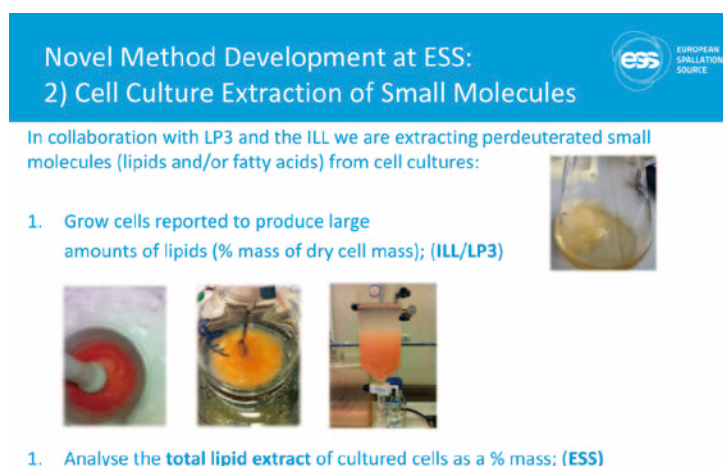 Novel Method Development at ESS:
2) Cell Culture Extraction of Small Molecules
ess
EUROPEAN
SPALLATION
SOURCE
In collaboration with LP3 and the ILL we are extracting perdeuterated small
molecules (lipids and/or fatty acids) from cell cultures:
1. Grow cells reported to produce large
amounts of lipids (% mass of dry cell mass); (ILL/LP3)
1. Analyse the total lipid extract of cultured cells as a % mass; (ESS)